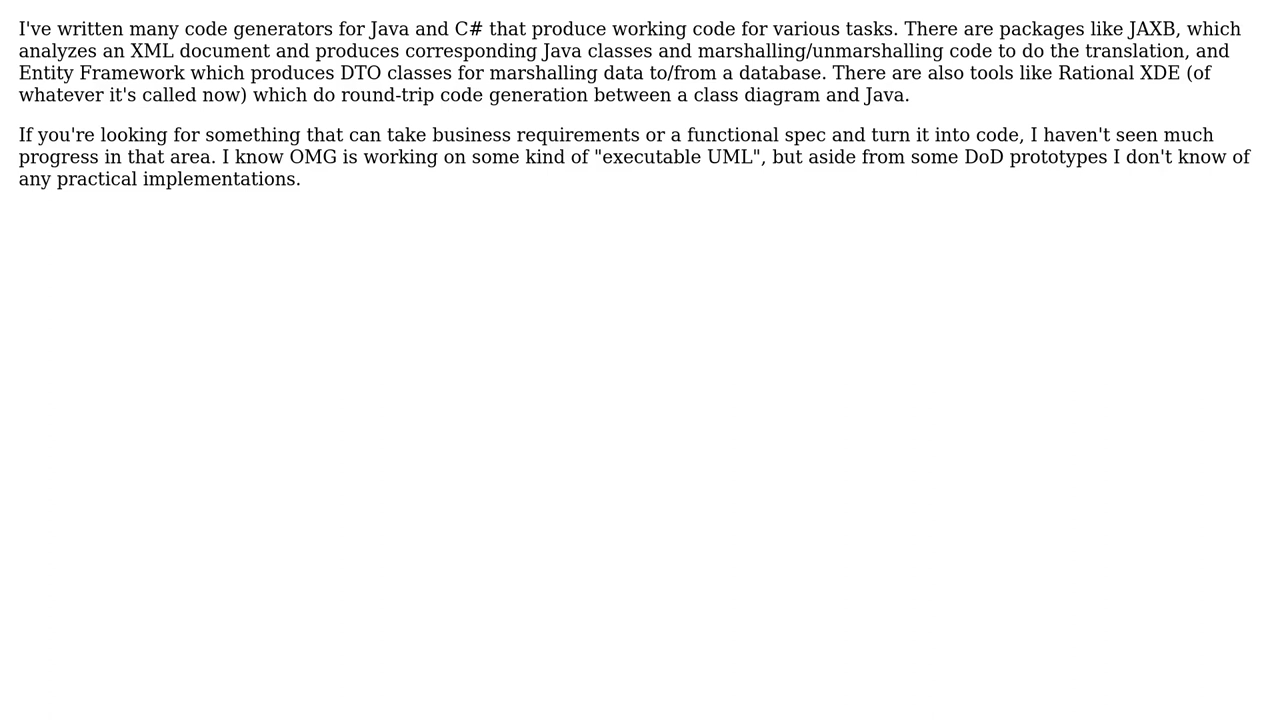 I've written many code generators for Java and C# that produce working code for various tasks. There are packages like JAXB, which
analyzes an XML document and produces corresponding Java classes and marshalling/unmarshalling code to do the translation, and
Entity Framework which produces DTO classes for marshalling data to/from a database. There are also tools like Rational XDE (of
whatever it's called now) which do round-trip code generation between a class diagram and Java.
If you're looking for something that can take business requirements or a functional spec and turn it into code, I haven't seen much
progress in that area. I know OMG is working on some kind of "executable UML", but aside from some DoD prototypes I don't know of
any practical implementations.